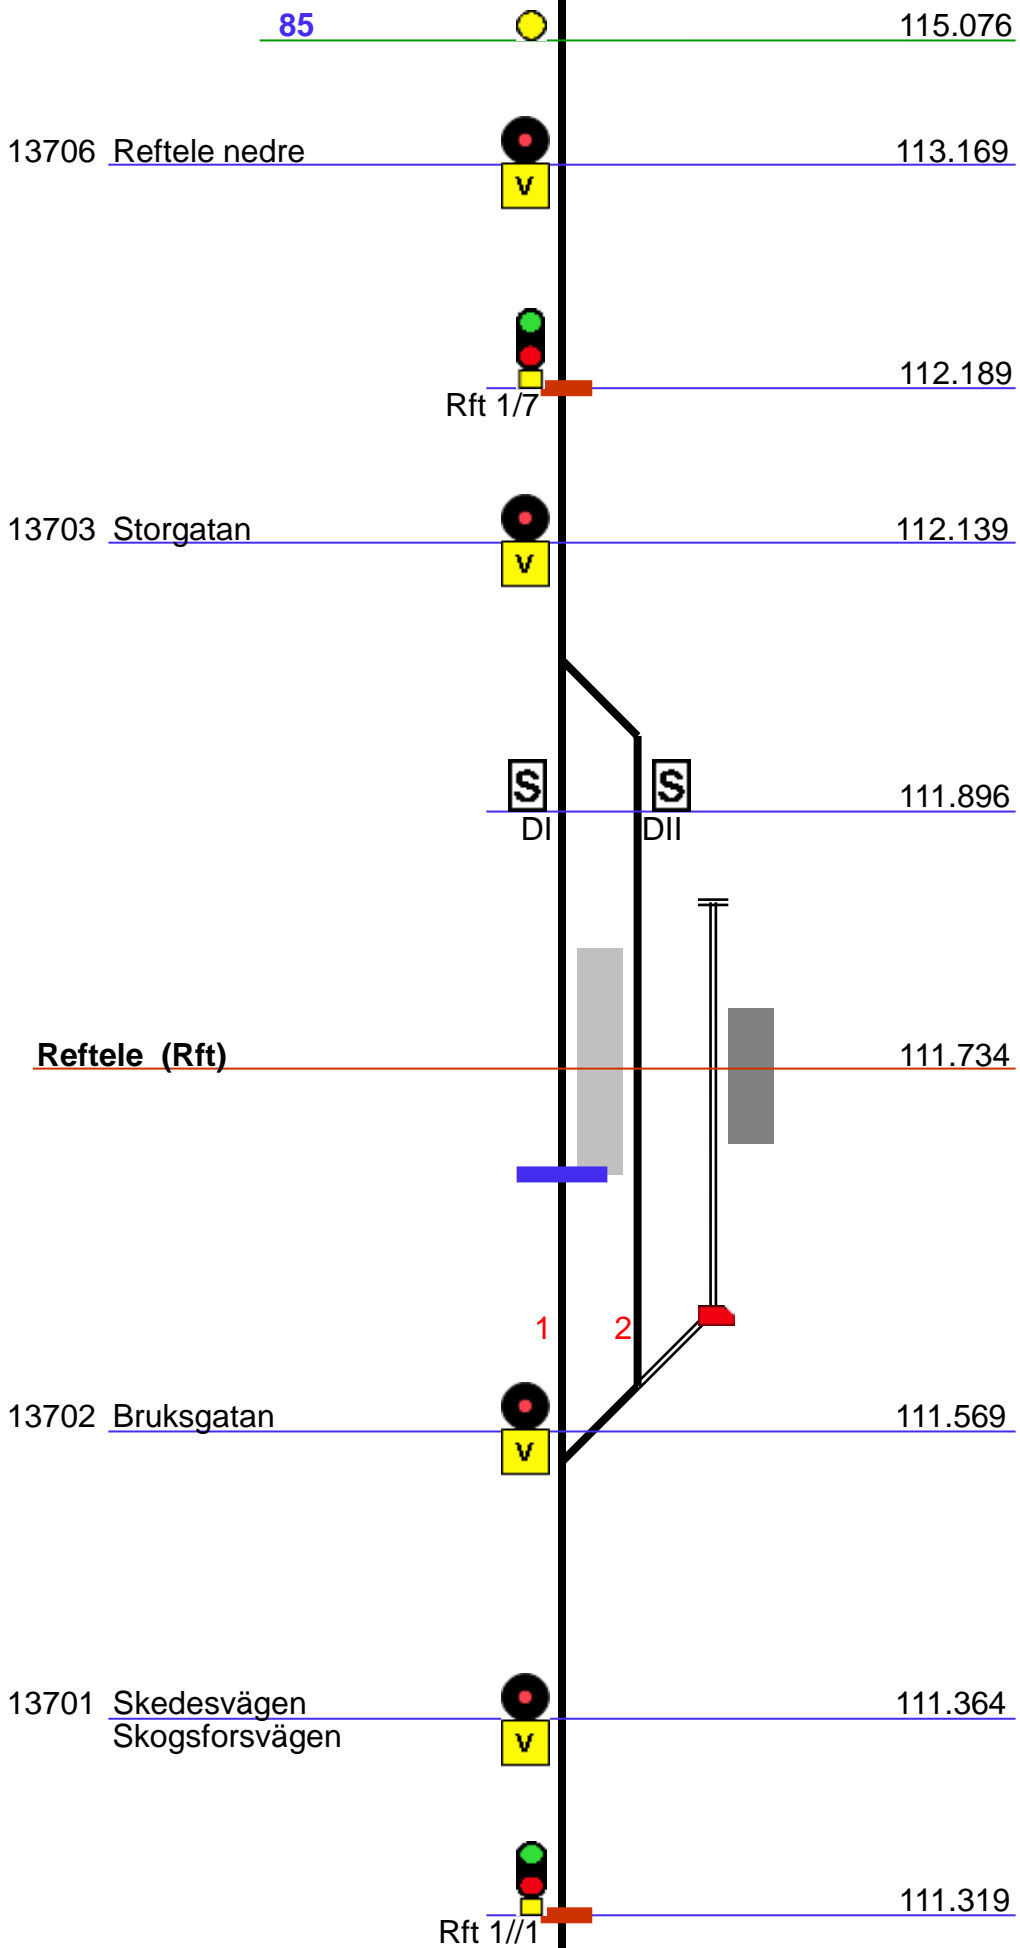 85 115.076
13706 Reftele nedre 113.169
V
112.189
Rft 1/7
13703 Storgatan 112.139
V
S S 111.896
DI DII
Reftele (Rft) 111.734
1 2
13702 Bruksgatan 111.569
V
13701 Skedesvägen 111.364
Skogsforsvägen V
111.319
Rft 1//1